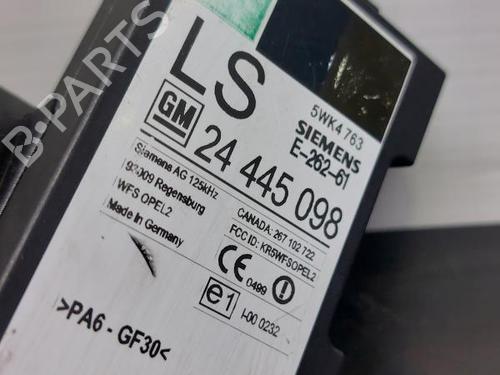 B-PARTS
LS
5WK4 763
SIEMENS
E-262-61
GM
24 445 098
Siemens AG 125kHz
93009 Regensburg
WFS OPEL2
Made in Germany
CANADA: 267 102 722
FCC ID: KR5WFSOPEL2
CE 0499
e1
I-00 0232
>PA6 - GF30<